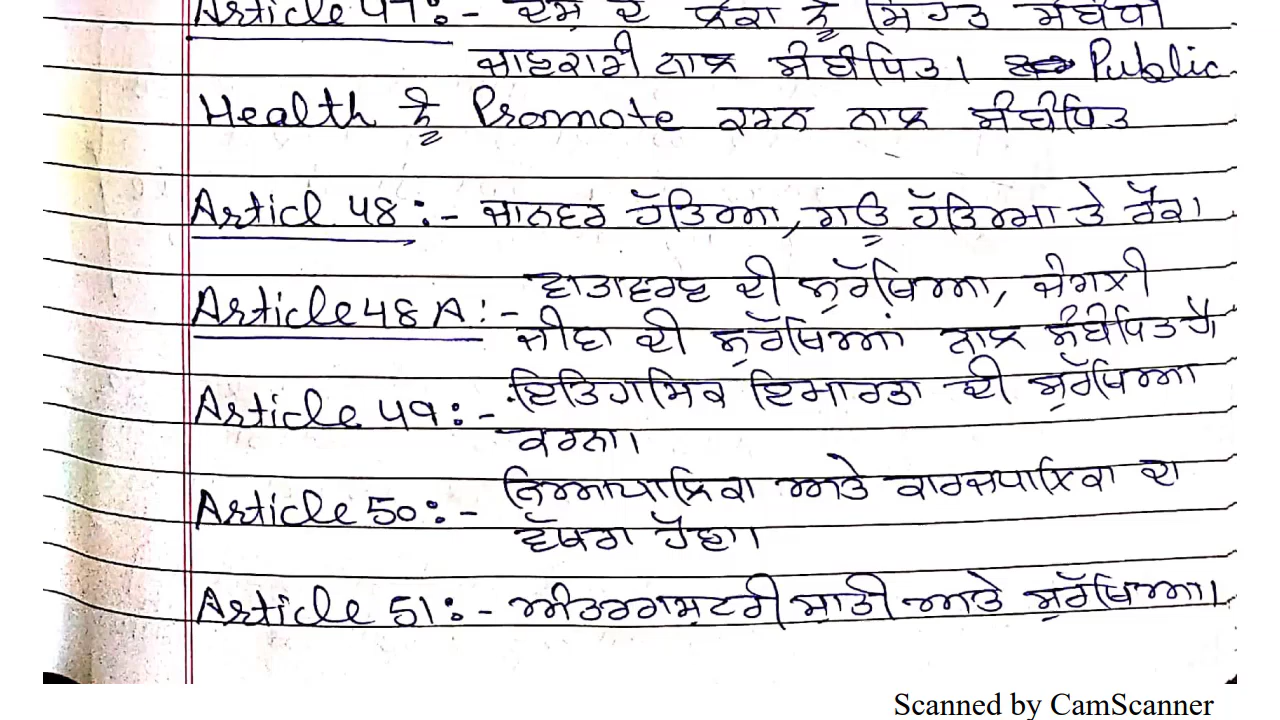 Article 47:- ਦੇਸ਼ ਦੇ ਲੋਕਾਂ ਨੂੰ ਸਿਹਤ ਸੰਬੰਧੀ
ਜਾਣਕਾਰੀ ਨਾਲ ਸੰਬੰਧਿਤ। Public
Health ਨੂੰ Promote ਕਰਨ ਨਾਲ ਸੰਬੰਧਿਤ
Articl 48:- ਜਾਨਵਰ ਹੱਤਿਆ, ਗਊ ਹੱਤਿਆ ਤੇ ਰੋਕ।
Article 48A:- ਵਾਤਾਵਰਣ ਦੀ ਸੁਰੱਖਿਆ, ਜੰਗਲੀ
ਜੀਵਾ ਦੀ ਸੁਰੱਖਿਆ ਨਾਲ ਸੰਬੰਧਿਤ ਹੈ।
Article 49:- ਇਤਿਹਾਸਿਕ ਇਮਾਰਤਾ ਦੀ ਸੁਰੱਖਿਆ
ਕਰਨਾ।
Article 50:- ਨਿਆਪਾਲਿਕਾ ਅਤੇ ਕਾਰਜਪਾਲਿਕਾ ਦਾ
ਵੱਖਰਾ ਹੋਣਾ।
Article 51:- ਅੰਤਰਰਾਸ਼ਟਰੀ ਸ਼ਾਤੀ ਅਤੇ ਸੁਰੱਖਿਆ।
Scanned by CamScanner